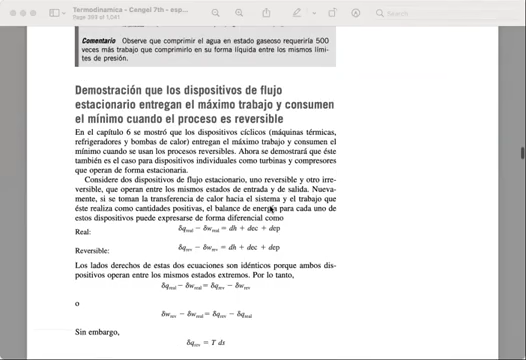 Termodinamica - Cengel 7th - esp...
Page 389 of 1,041
Search
Comentario Observe que comprimir el agua en estado gaseoso requeriría 500
veces más trabajo que comprimirlo en su forma líquida entre los mismos lími-
tes de presión.
Demostración que los dispositivos de flujo
estacionario entregan el máximo trabajo y consumen
el mínimo cuando el proceso es reversible
En el capítulo 6 se mostró que los dispositivos cíclicos (máquinas térmicas,
refrigeradores y bombas de calor) entregan el máximo trabajo y consumen el
mínimo cuando se usan los procesos reversibles. Ahora se demostrará que éste
también es el caso para dispositivos individuales como turbinas y compresores
que operan de forma estacionaria.
Considere dos dispositivos de flujo estacionario, uno reversible y otro irre-
versible, que operan entre los mismos estados de entrada y de salida. Nueva-
mente, si se toman la transferencia de calor hacia el sistema y el trabajo que
éste realiza como cantidades positivas, el balance de energía para cada uno de
estos dispositivos puede expresarse de forma diferencial como
Real: δq_real − δw_real = dh + dec + dep
Reversible: δq_rev − δw_rev = dh + dec + dep
Los lados derechos de estas dos ecuaciones son idénticos porque ambos dis-
positivos operan entre los mismos estados extremos. Por lo tanto,
δq_real − δw_real = δq_rev − δw_rev
o
δw_rev − δw_real = δq_rev − δq_real
Sin embargo,
δq_rev = T ds